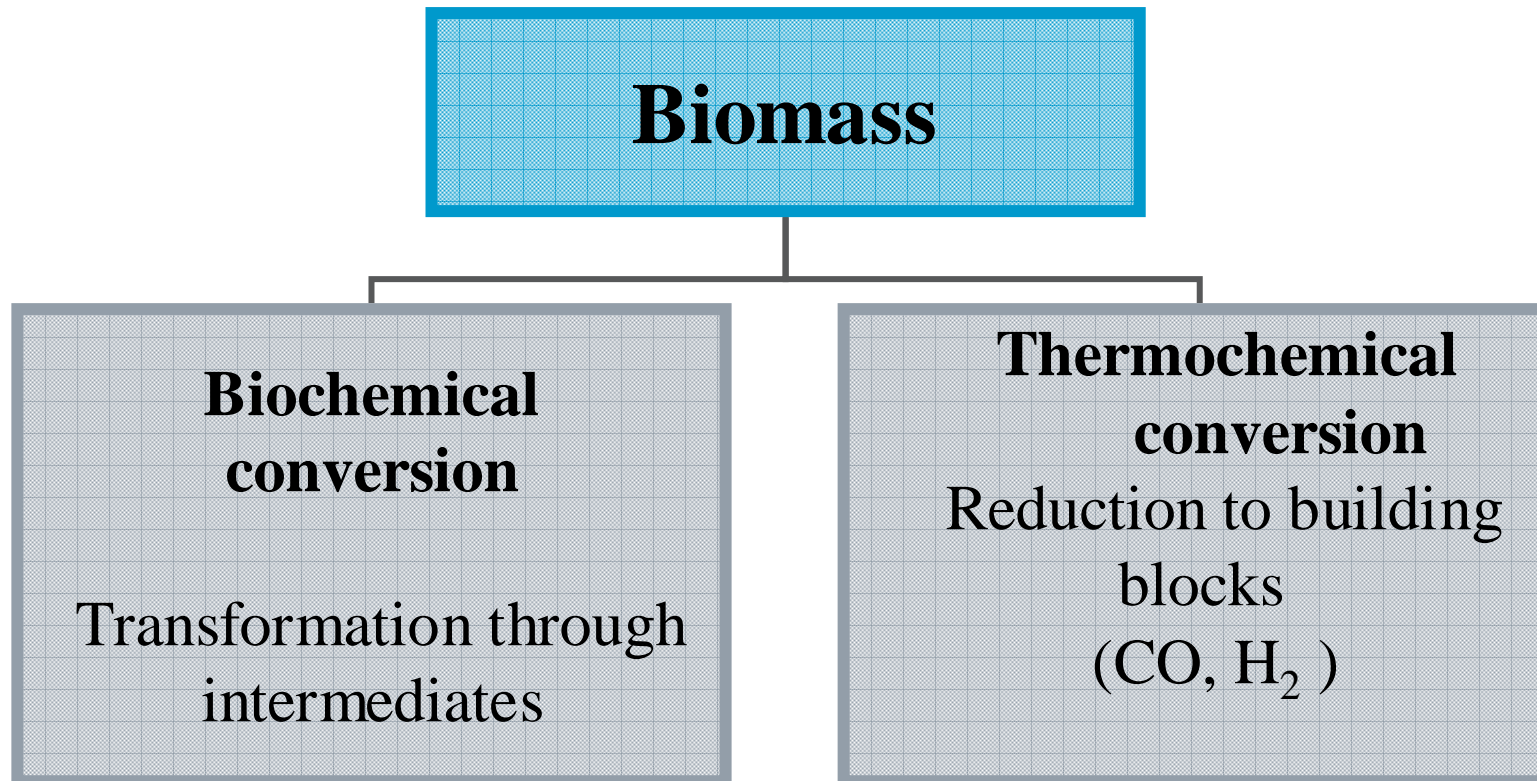 Biomass
Biochemical
conversion
Transformation through
intermediates
Thermochemical
conversion
Reduction to building
blocks
(CO, H₂ )